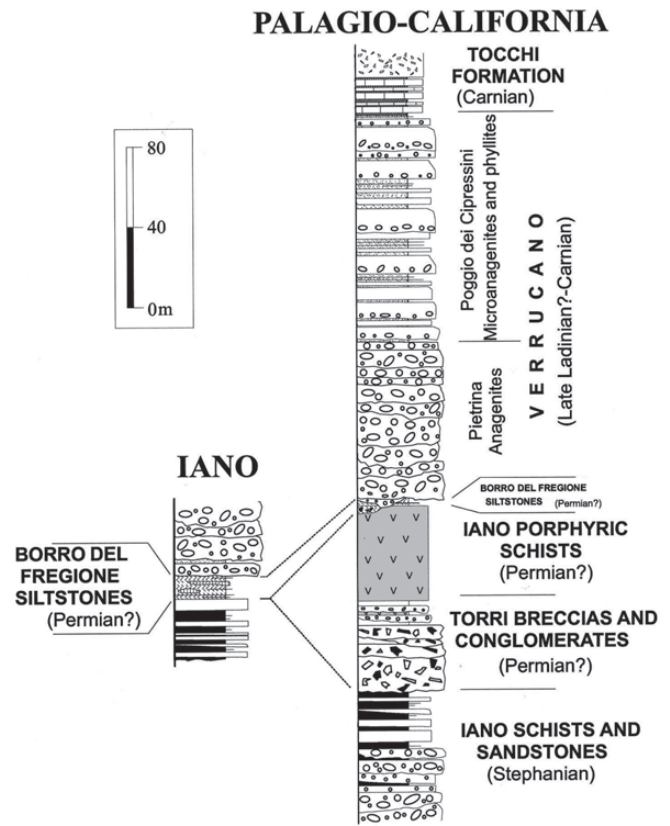 PALAGIO-CALIFORNIA
TOCCHI
FORMATION
(Carnian)
80
40
0m
Poggio dei Cipressini
Microanagenites and phyllites
VERRUCANO
(Late Ladinian?-Carnian)
Pietrina
Anagenites
IANO
BORRO DEL FREGIONE
SILTSTONES (Permian?)
BORRO DEL
FREGIONE
SILTSTONES
(Permian?)
IANO PORPHYRIC
SCHISTS
(Permian?)
TORRI BRECCIAS AND
CONGLOMERATES
(Permian?)
IANO SCHISTS AND
SANDSTONES
(Stephanian)